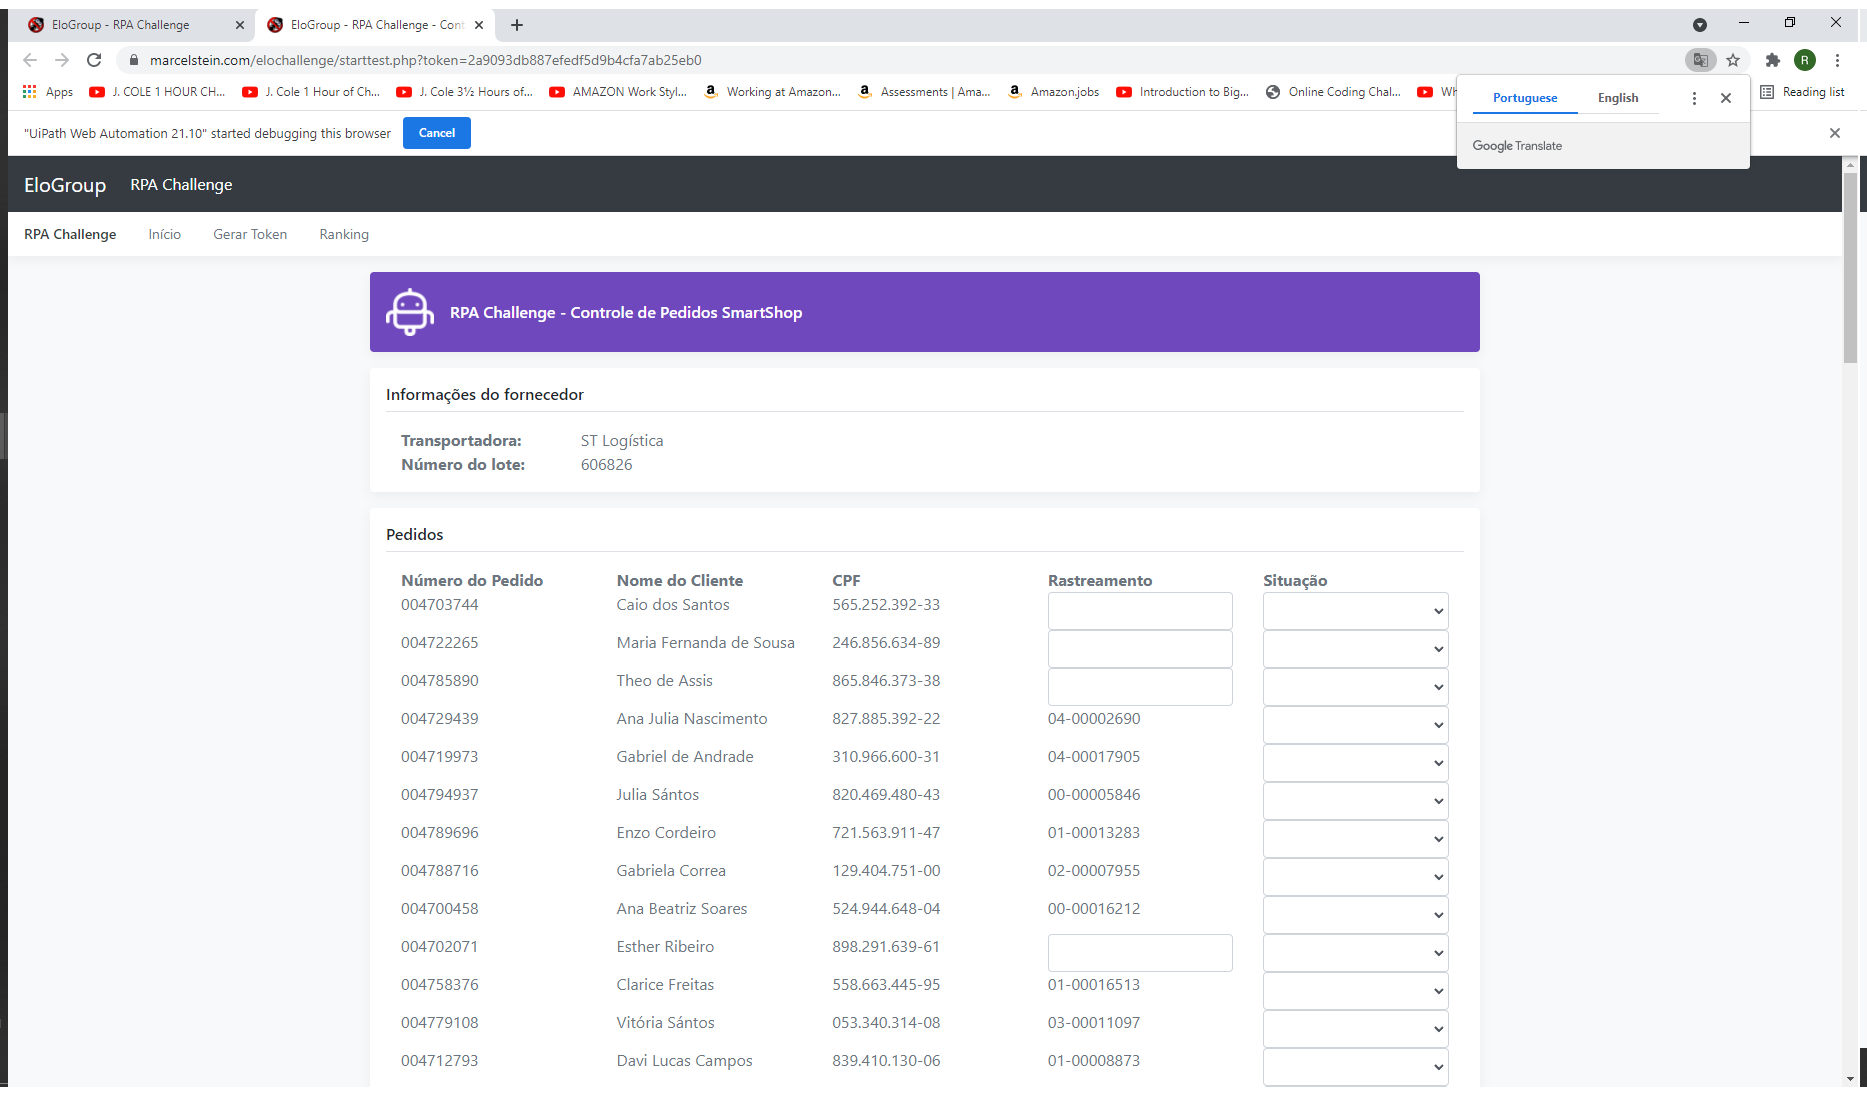 EloGroup - RPA Challenge
EloGroup - RPA Challenge - Cont
marcelstein.com/elochallenge/starttest.php?token=2a9093db887efedf5d9b4cfa7ab25eb0
R
Apps J. COLE 1 HOUR CH... J. Cole 1 Hour of Ch... J. Cole 3½ Hours of... AMAZON Work Styl... Working at Amazon... Assessments | Ama... Amazon.jobs Introduction to Big... Online Coding Chal... Wh Reading list
Portuguese English
Google Translate
"UiPath Web Automation 21.10" started debugging this browser Cancel
EloGroup RPA Challenge
RPA Challenge Início Gerar Token Ranking
RPA Challenge - Controle de Pedidos SmartShop
Informações do fornecedor
Transportadora: ST Logística
Número do lote: 606826
Pedidos
Número do Pedido Nome do Cliente CPF Rastreamento Situação
004703744 Caio dos Santos 565.252.392-33
004722265 Maria Fernanda de Sousa 246.856.634-89
004785890 Theo de Assis 865.846.373-38
004729439 Ana Julia Nascimento 827.885.392-22 04-00002690
004719973 Gabriel de Andrade 310.966.600-31 04-00017905
004794937 Julia Sántos 820.469.480-43 00-00005846
004789696 Enzo Cordeiro 721.563.911-47 01-00013283
004788716 Gabriela Correa 129.404.751-00 02-00007955
004700458 Ana Beatriz Soares 524.944.648-04 00-00016212
004702071 Esther Ribeiro 898.291.639-61
004758376 Clarice Freitas 558.663.445-95 01-00016513
004779108 Vitória Sántos 053.340.314-08 03-00011097
004712793 Davi Lucas Campos 839.410.130-06 01-00008873